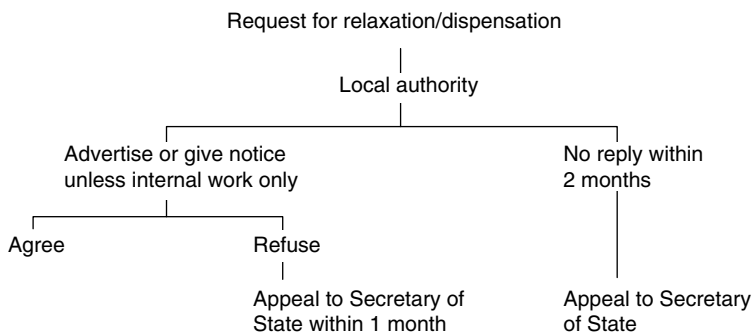 Request for relaxation/dispensation
Local authority
Advertise or give notice
unless internal work only
No reply within
2 months
Agree
Refuse
Appeal to Secretary of
State within 1 month
Appeal to Secretary
of State